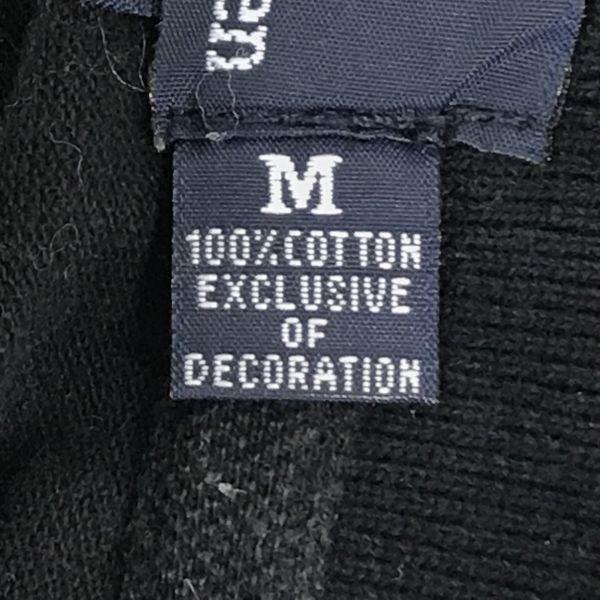 M
100% COTTON
EXCLUSIVE
OF
DECORATION